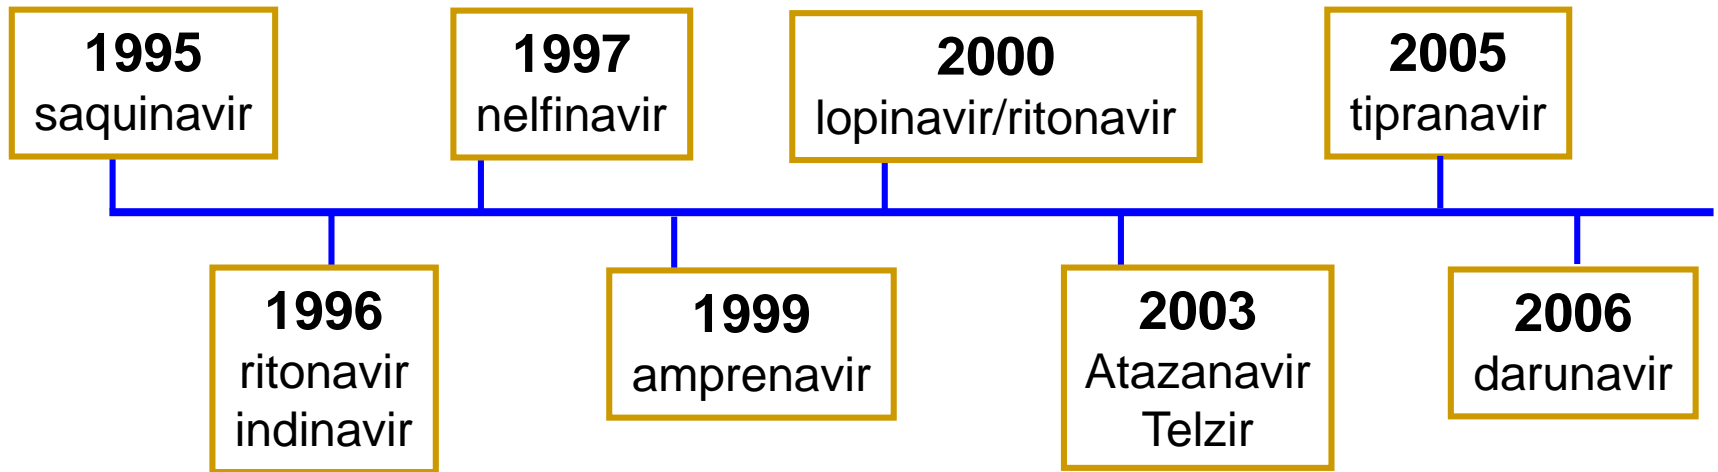 1995
saquinavir
1996
ritonavir
indinavir
1997
nelfinavir
1999
amprenavir
2000
lopinavir/ritonavir
2003
Atazanavir
Telzir
2005
tipranavir
2006
darunavir